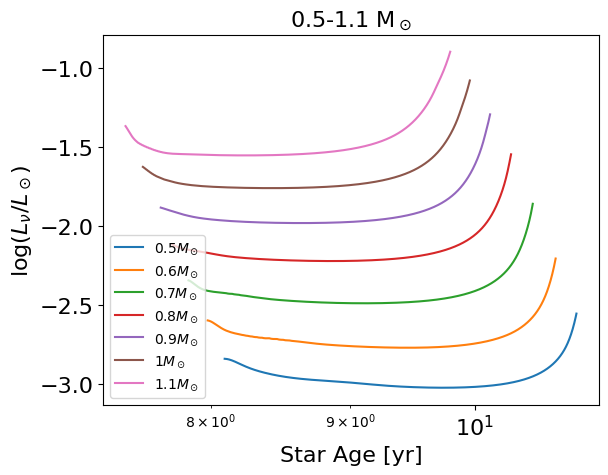 0.5-1.1 M⊙
log(Lν/L⊙)
−1.0
−1.5
−2.0
−2.5
−3.0
0.5M⊙
0.6M⊙
0.7M⊙
0.8M⊙
0.9M⊙
1M⊙
1.1M⊙
8 × 10⁰
9 × 10⁰
10¹
Star Age [yr]